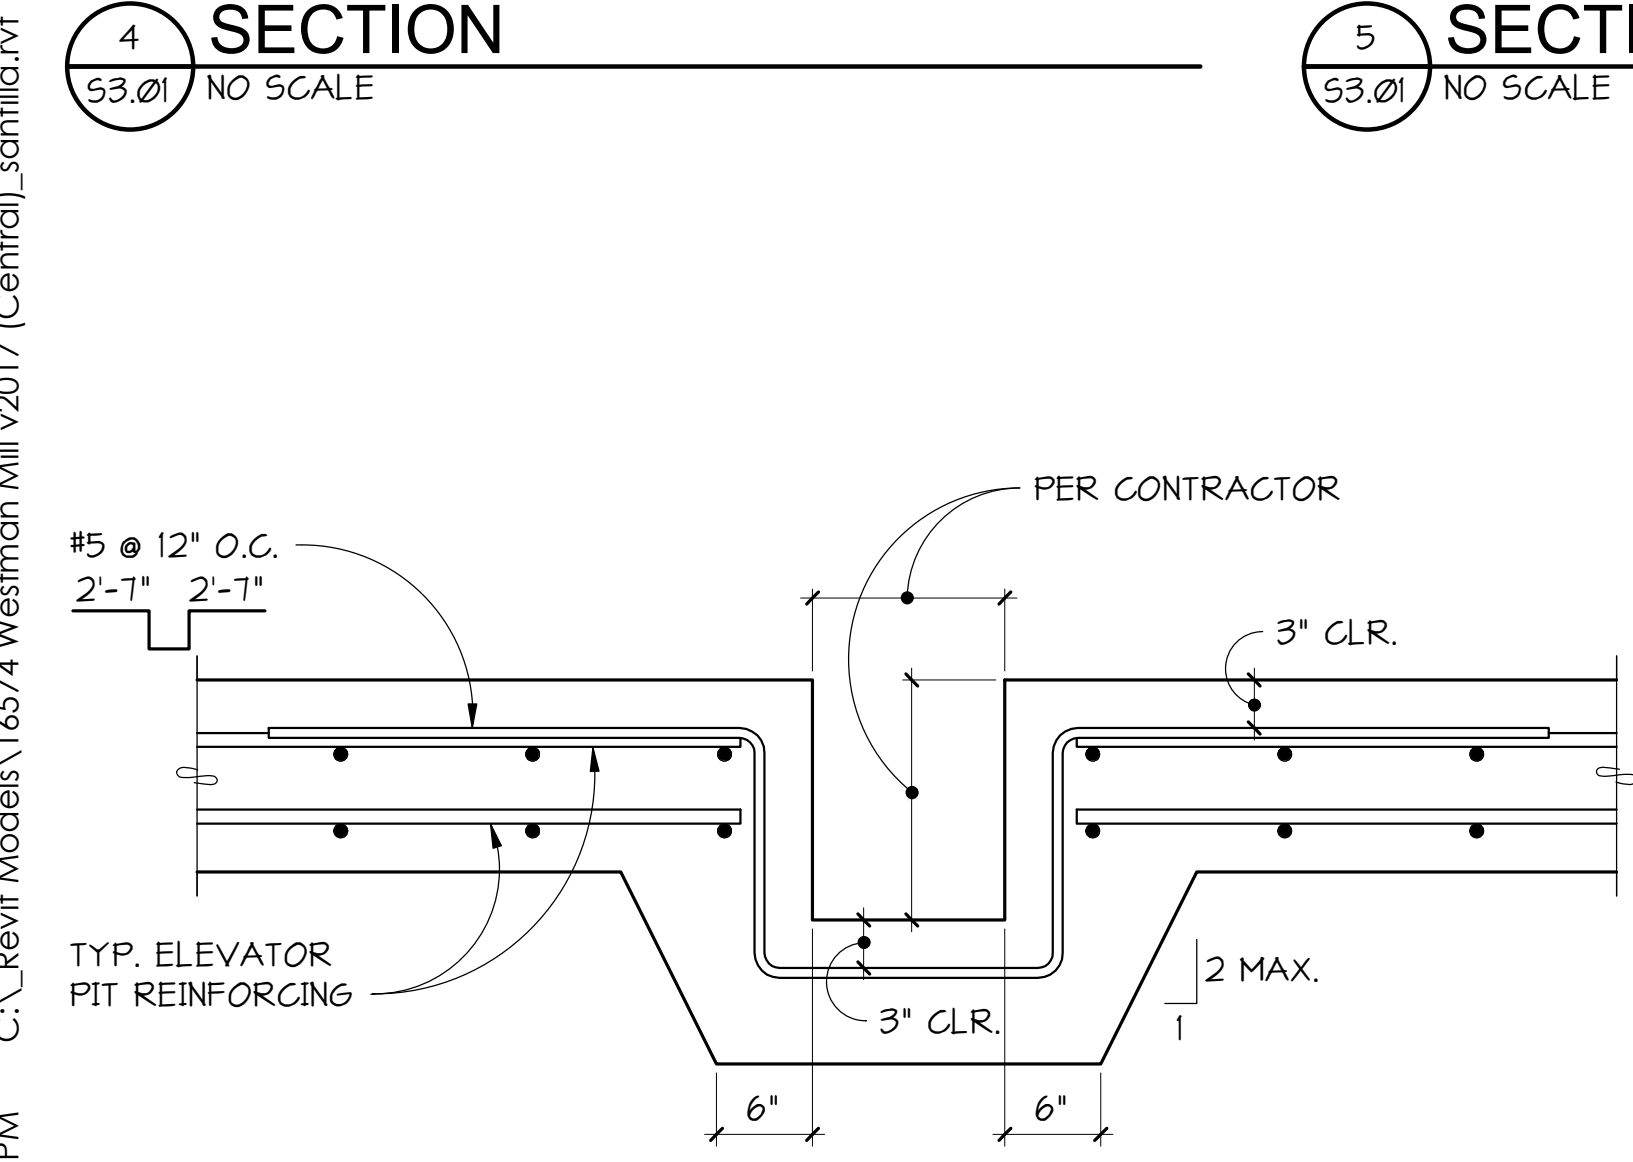 4 SECTION
S3.Ø1 NO SCALE
5 SECTI
S3.Ø1 NO SCALE
C:\_Revit Models\16574 Westman Mill v2017 (Central)_santilla.rvt
PM
PER CONTRACTOR
#5 @ 12" O.C.
2'-7" 2'-7"
3" CLR.
TYP. ELEVATOR
PIT REINFORCING
2 MAX.
1
3" CLR.
6" 6"